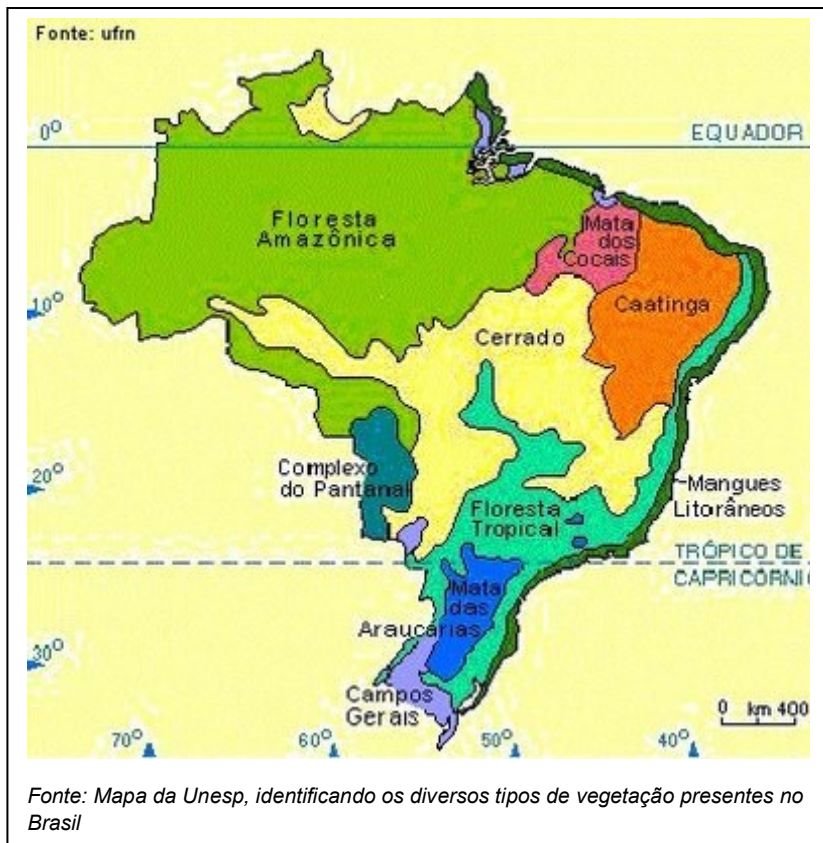 Fonte: ufrn
0º
EQUADOR
Floresta
Amazônica
Mata
dos
Cocais
10º
Caatinga
Cerrado
20º
Complexo
do Pantanal
Floresta
Tropical
Mangues
Litorâneos
TRÓPICO DE
CAPRICÓRNI
Mata
das
Araucárias
30º
Campos
Gerais
0 km 400
70º
60º
50º
40º
Fonte: Mapa da Unesp, identificando os diversos tipos de vegetação presentes no
Brasil